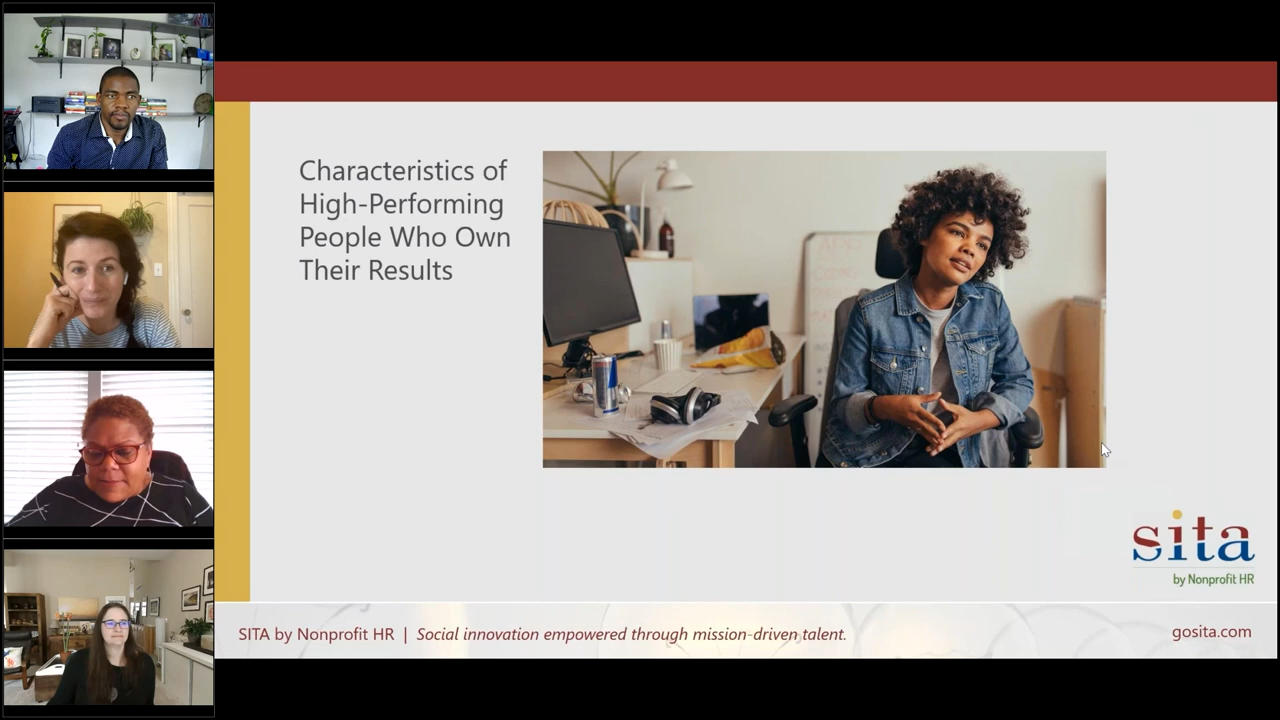 Characteristics of
High-Performing
People Who Own
Their Results
sita
by Nonprofit HR
SITA by Nonprofit HR | Social innovation empowered through mission-driven talent.
gosita.com